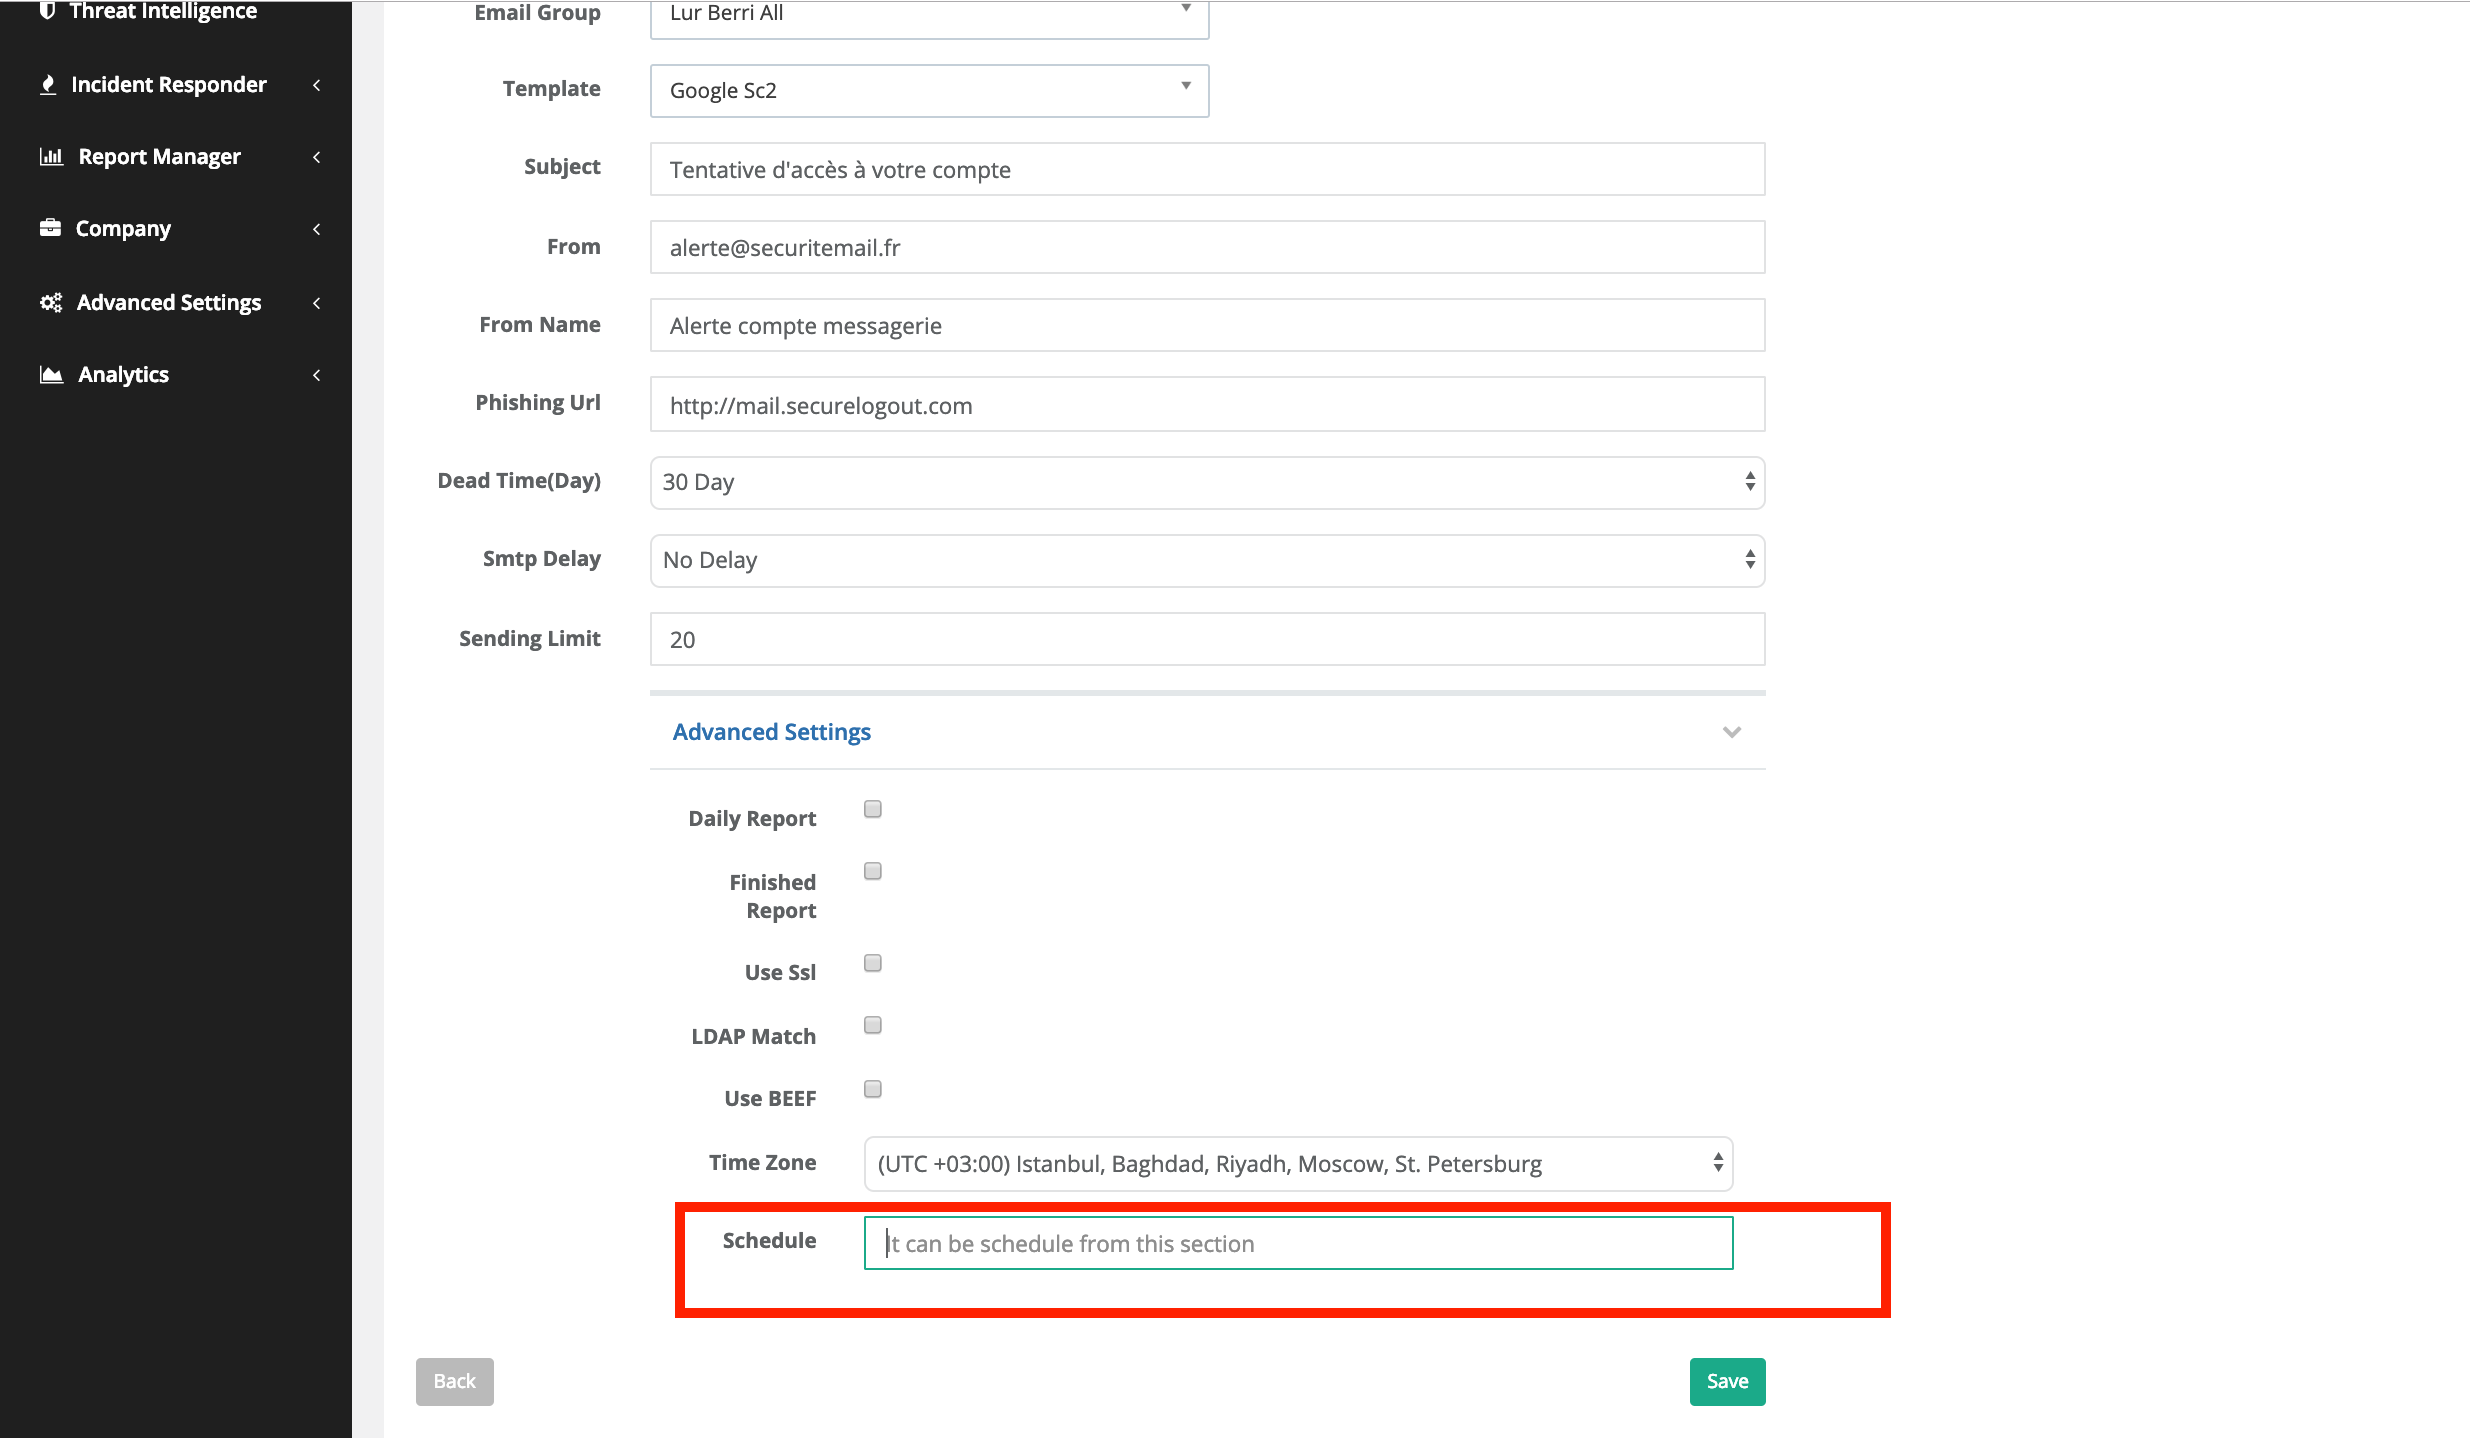 Threat Intelligence
Incident Responder
Report Manager
Company
Advanced Settings
Analytics
Email Group Lur Berri All
Template Google Sc2
Subject Tentative d'accès à votre compte
From alerte@securitemail.fr
From Name Alerte compte messagerie
Phishing Url http://mail.securelogout.com
Dead Time(Day) 30 Day
Smtp Delay No Delay
Sending Limit 20
Advanced Settings
Daily Report
Finished
Report
Use Ssl
LDAP Match
Use BEEF
Time Zone (UTC +03:00) Istanbul, Baghdad, Riyadh, Moscow, St. Petersburg
Schedule It can be schedule from this section
Back Save